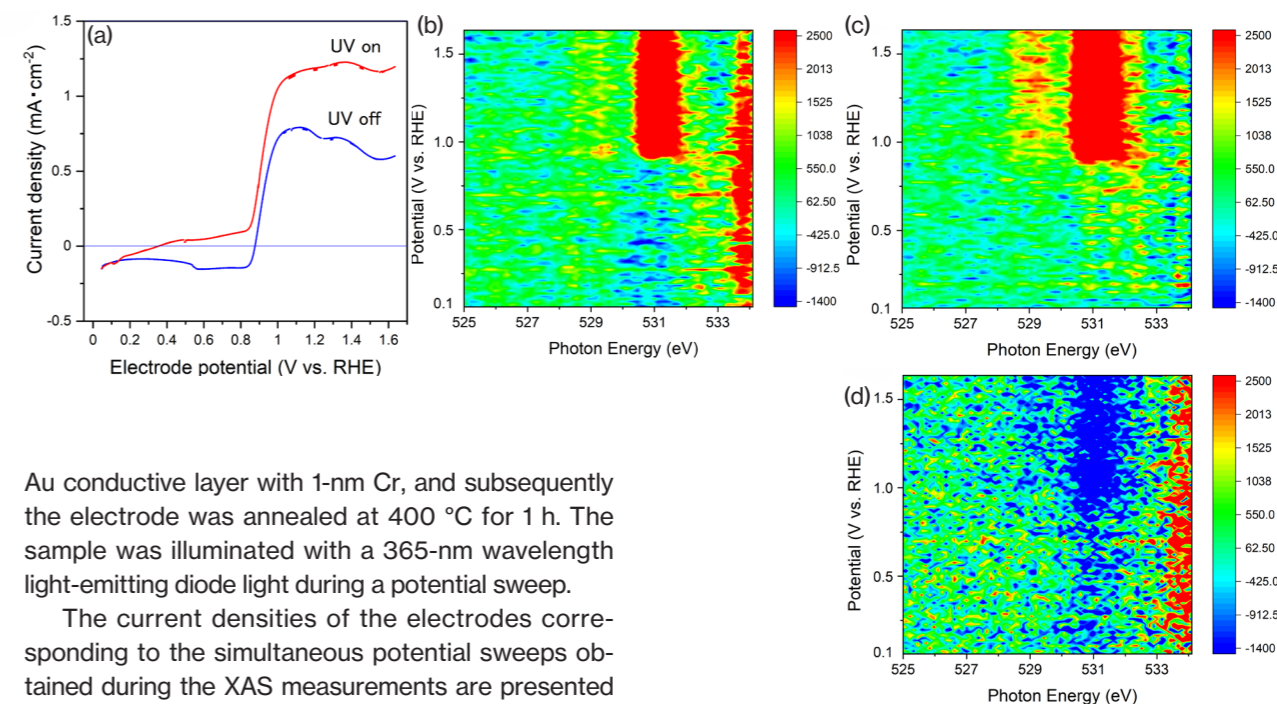 (a)
UV on
UV off
1.5
1
0.5
0
-0.5
0 0.2 0.4 0.6 0.8 1 1.2 1.4 1.6
Current density (mA·cm-2)
Electrode potential (V vs. RHE)
(b)
1.5
1.0
0.5
0.1
525 527 529 531 533
Potential (V vs. RHE)
Photon Energy (eV)
2500
2013
1525
1038
550.0
62.50
-425.0
-912.5
-1400
(c)
1.5
1.0
0.5
0.1
525 527 529 531 533
Potential (V vs. RHE)
Photon Energy (eV)
2500
2013
1525
1038
550.0
62.50
-425.0
-912.5
-1400
(d)
1.5
1.0
0.5
0.1
525 527 529 531 533
Potential (V vs. RHE)
Photon Energy (eV)
2500
2013
1525
1038
550.0
62.50
-425.0
-912.5
-1400
Au conductive layer with 1-nm Cr, and subsequently
the electrode was annealed at 400 °C for 1 h. The
sample was illuminated with a 365-nm wavelength
light-emitting diode light during a potential sweep.
The current densities of the electrodes corre-
sponding to the simultaneous potential sweeps ob-
tained during the XAS measurements are presented